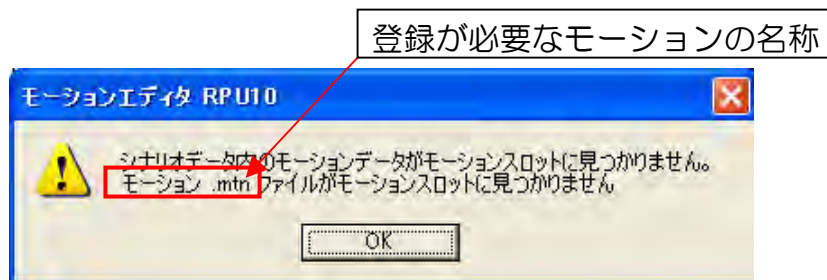 登録が必要なモーションの名称
モーションエディタ RPU10
シナリオデータ内のモーションデータがモーションスロットに見つかりません。
モーション .mtn ファイルがモーションスロットに見つかりません
OK